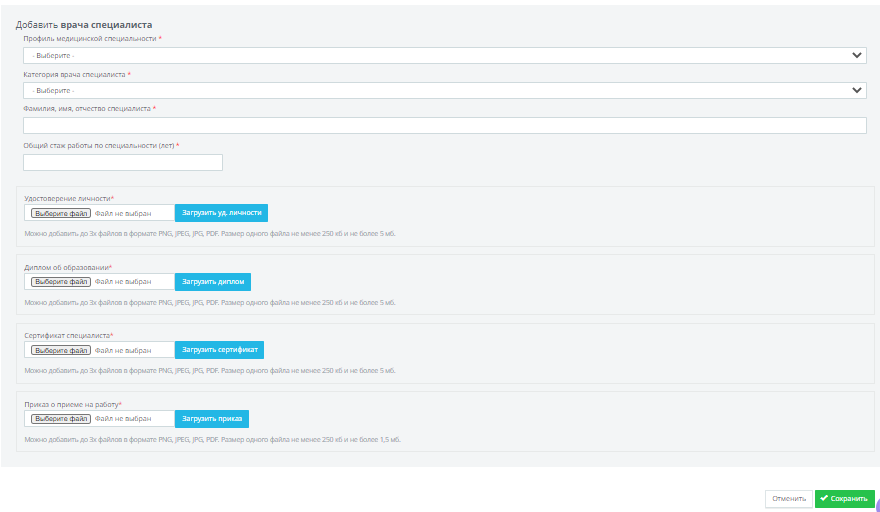 Добавить врача специалиста
Профиль медицинской специальности *
- Выберите -
Категория врача специалиста *
- Выберите -
Фамилия, имя, отчество специалиста *
Общий стаж работы по специальности (лет) *
Удостоверение личности*
Выберите файл Файл не выбран Загрузить уд. личности
Можно добавить до 3х файлов в формате PNG, JPEG, JPG, PDF. Размер одного файла не менее 250 кб и не более 5 мб.
Диплом об образовании*
Выберите файл Файл не выбран Загрузить диплом
Можно добавить до 3х файлов в формате PNG, JPEG, JPG, PDF. Размер одного файла не менее 250 кб и не более 5 мб.
Сертификат специалиста*
Выберите файл Файл не выбран Загрузить сертификат
Можно добавить до 3х файлов в формате PNG, JPEG, JPG, PDF. Размер одного файла не менее 250 кб и не более 5 мб.
Приказ о приеме на работу*
Выберите файл Файл не выбран Загрузить приказ
Можно добавить до 3х файлов в формате PNG, JPEG, JPG, PDF. Размер одного файла не менее 250 кб и не более 1,5 мб.
Отменить Сохранить